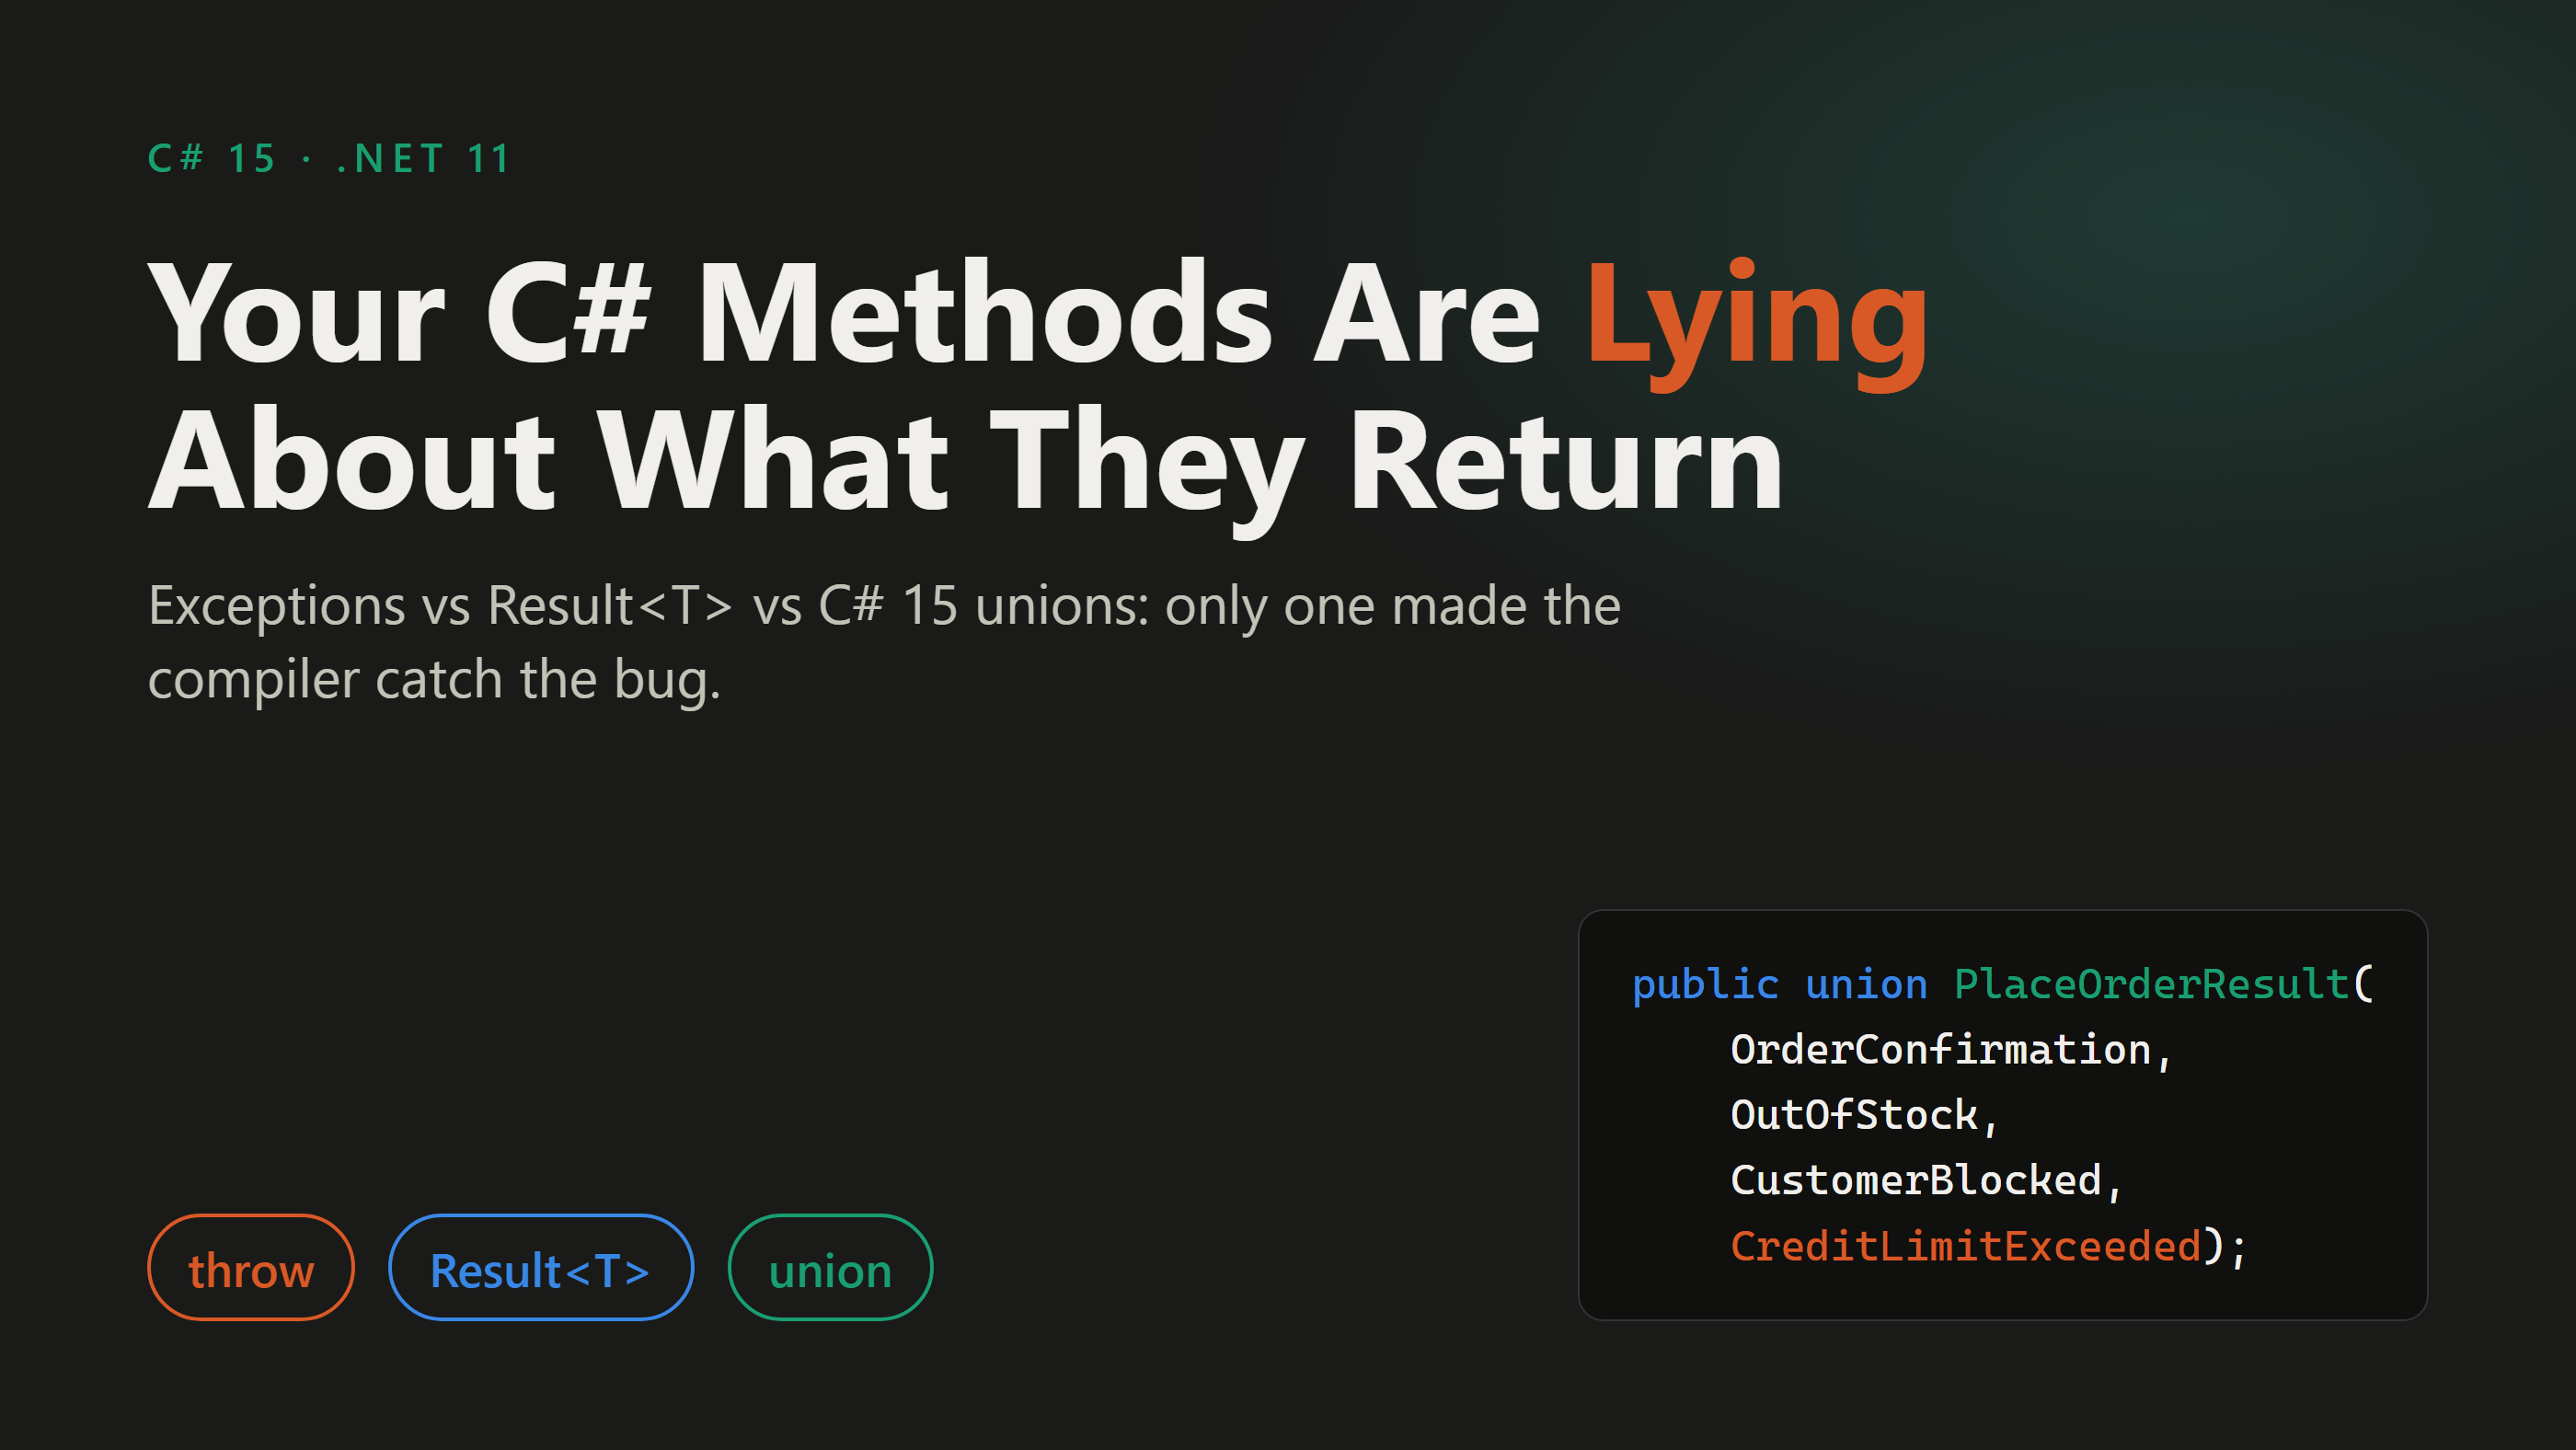 C# 15 · .NET 11
Your C# Methods Are Lying
About What They Return
Exceptions vs Result<T> vs C# 15 unions: only one made the
compiler catch the bug.
public union PlaceOrderResult(
    OrderConfirmation,
    OutOfStock,
    CustomerBlocked,
    CreditLimitExceeded);
throw
Result<T>
union